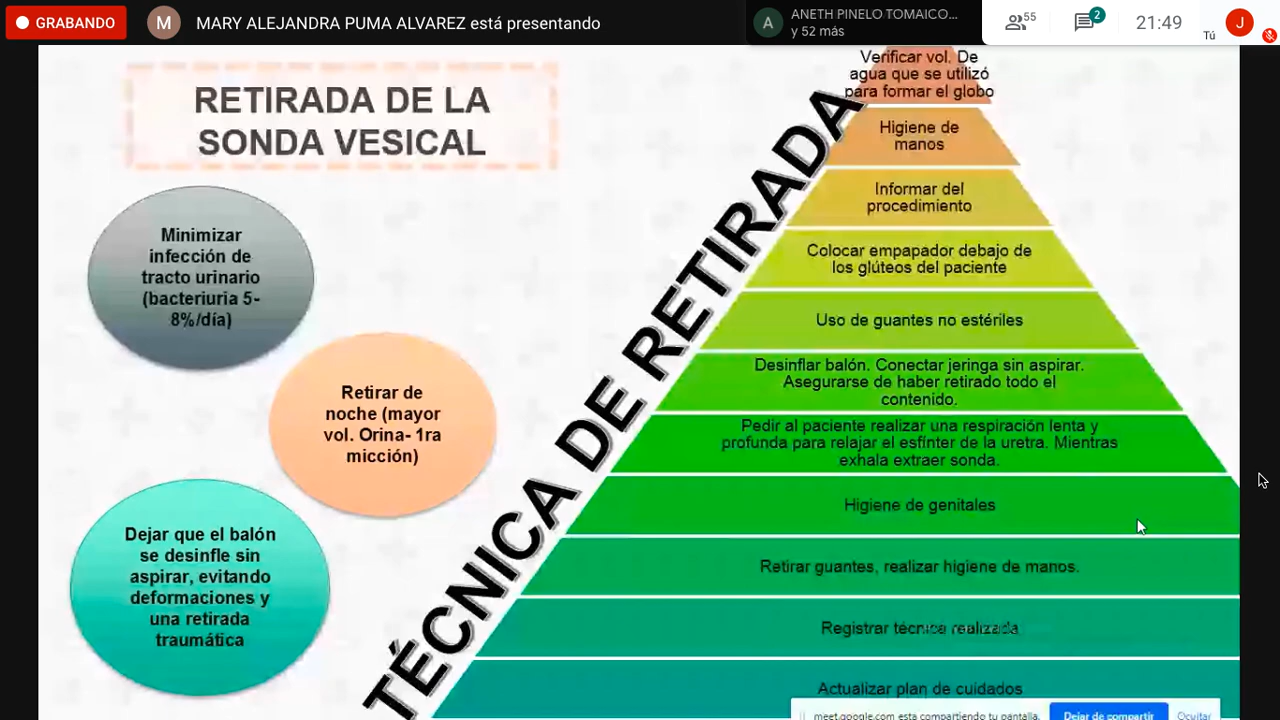 GRABANDO
M
MARY ALEJANDRA PUMA ALVAREZ está presentando
A
ANETH PINELO TOMAICO...
y 52 más
55
2
21:49
Tú
J
RETIRADA DE LA
SONDA VESICAL
Minimizar
infección de
tracto urinario
(bacteriuria 5-
8%/día)
Retirar de
noche (mayor
vol. Orina- 1ra
micción)
Dejar que el balón
se desinfle sin
aspirar, evitando
deformaciones y
una retirada
traumática
TÉCNICA DE RETIRADA
Verificar vol. De
agua que se utilizó
para formar el globo
Higiene de
manos
Informar del
procedimiento
Colocar empapador debajo de
los glúteos del paciente
Uso de guantes no estériles
Desinflar balón. Conectar jeringa sin aspirar.
Asegurarse de haber retirado todo el
contenido.
Pedir al paciente realizar una respiración lenta y
profunda para relajar el esfínter de la uretra. Mientras
exhala extraer sonda.
Higiene de genitales
Retirar guantes, realizar higiene de manos.
Registrar técnica realizada
Actualizar plan de cuidados
meet.google.com esta compartiendo tu pantalla.
Dejar de compartir
Ocultar